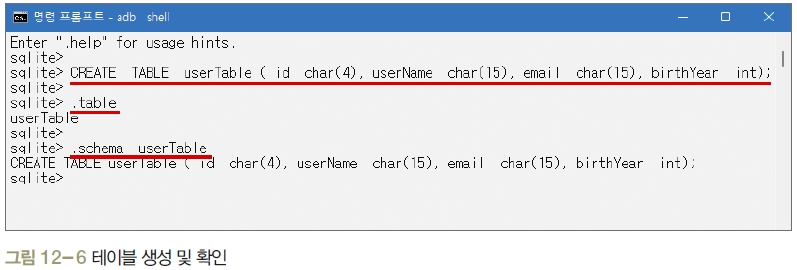 명령 프롬프트 - adb shell
Enter ".help" for usage hints.
sqlite>
sqlite> CREATE TABLE userTable ( id char(4), userName char(15), email char(15), birthYear int);
sqlite>
sqlite> .table
userTable
sqlite>
sqlite> .schema userTable
CREATE TABLE userTable ( id char(4), userName char(15), email char(15), birthYear int);
sqlite>
그림 12-6 테이블 생성 및 확인